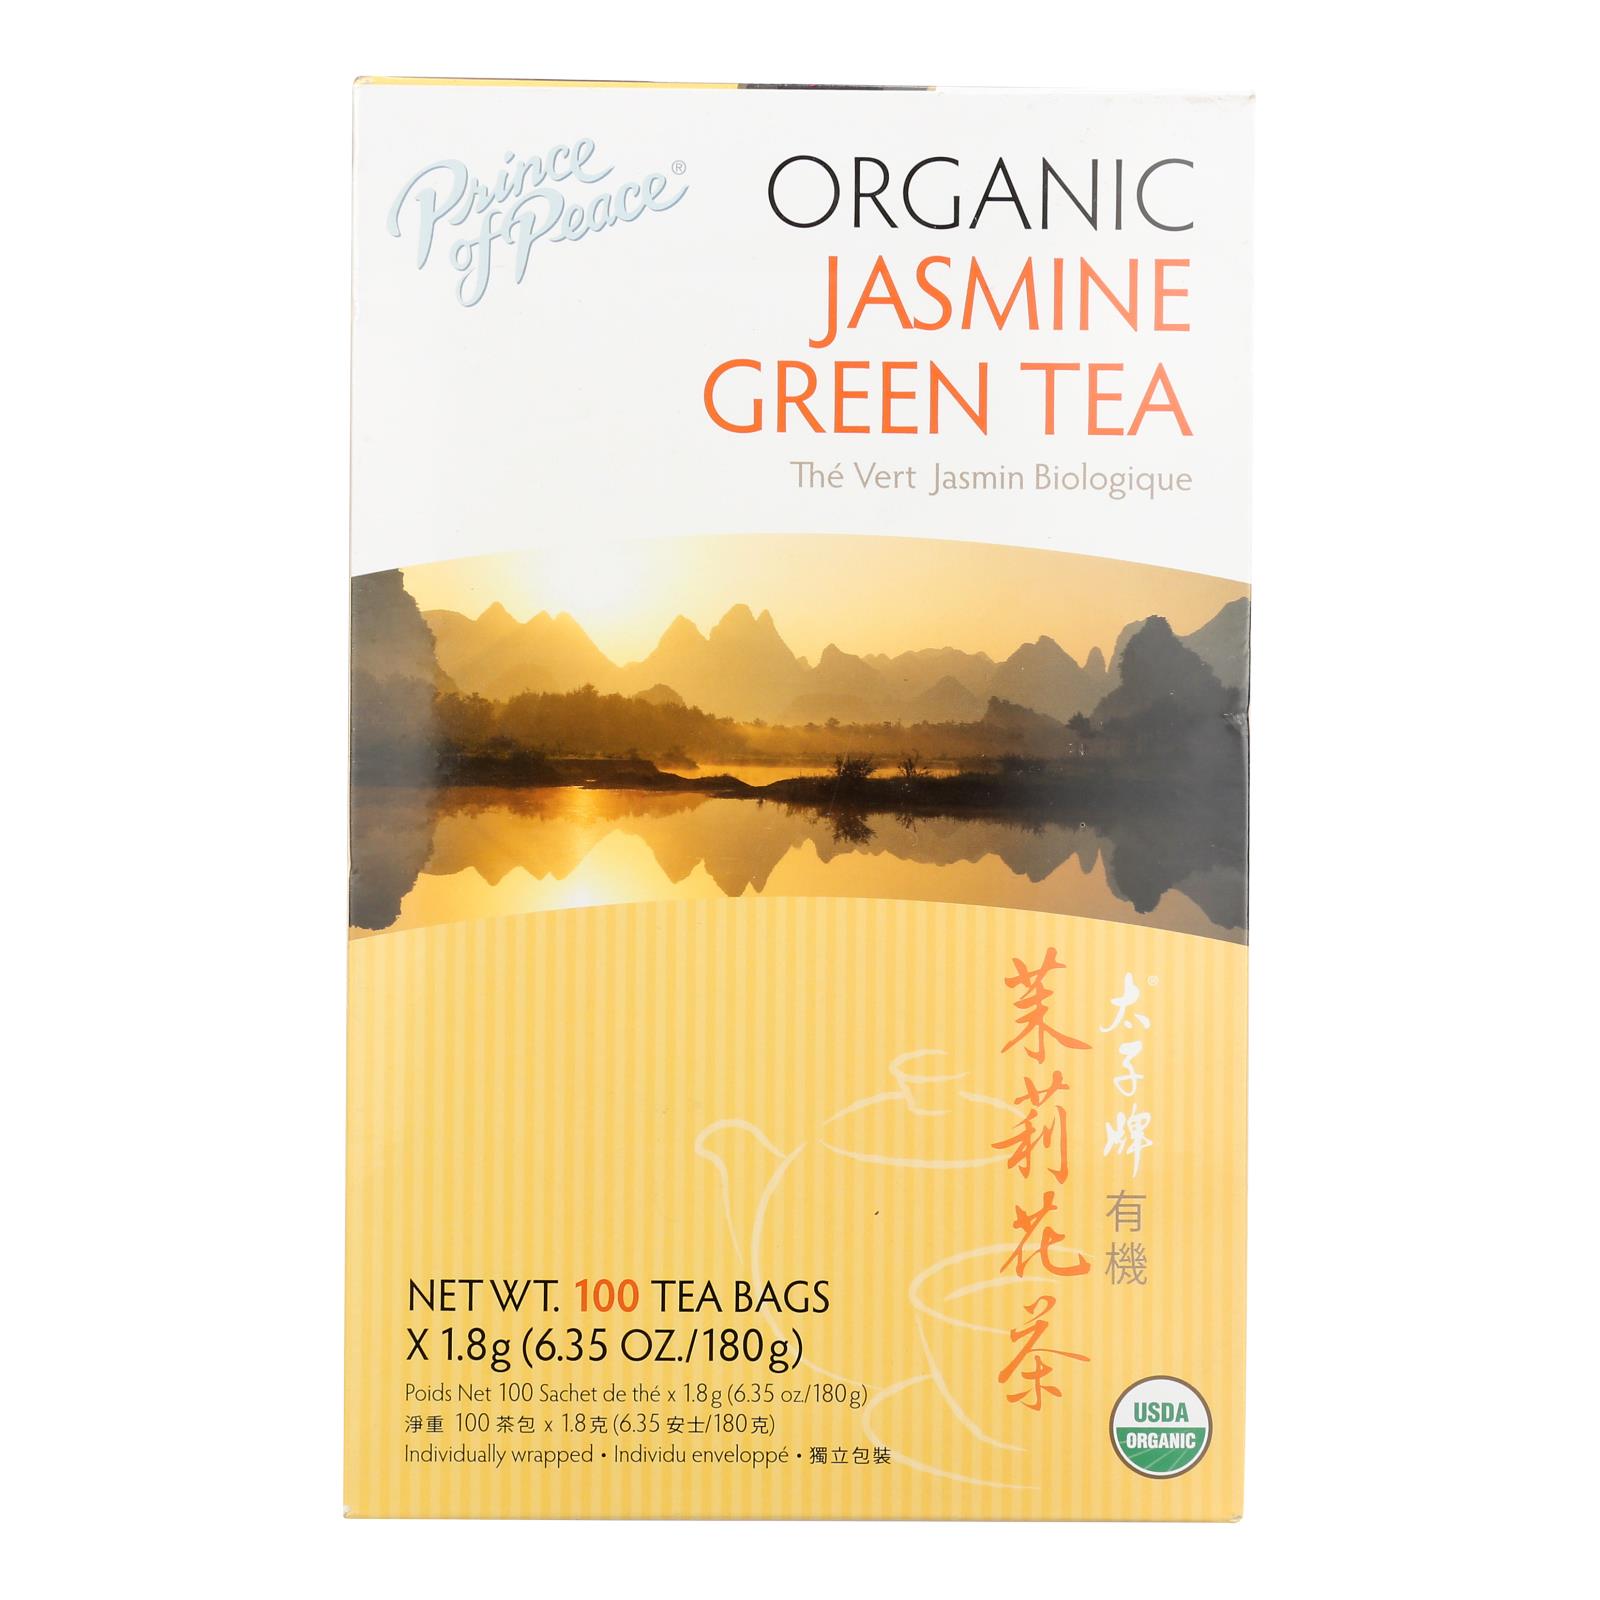 Prince
of Peace®
ORGANIC
JASMINE
GREEN TEA
Thé Vert Jasmin Biologique
太子牌® 有機
茉莉花茶
NET WT. 100 TEA BAGS
X 1.8g (6.35 OZ./180g)
Poids Net 100 Sachet de thé x 1.8g (6.35 oz./180g)
淨重 100 茶包 x 1.8克 (6.35 安士/180克)
Individually wrapped • Individu enveloppé • 獨立包裝
USDA
ORGANIC